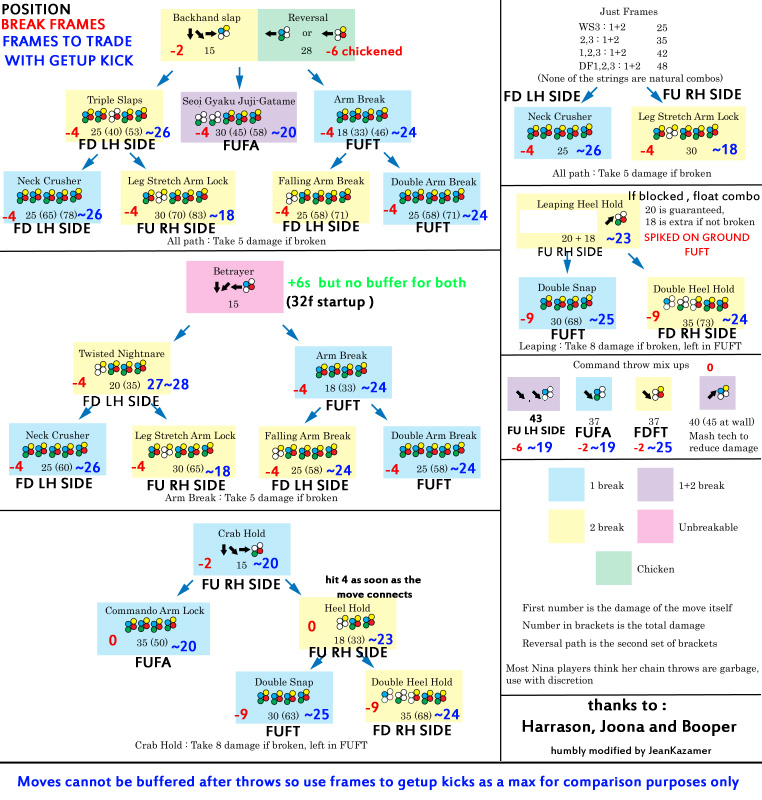 POSITION
BREAK FRAMES
FRAMES TO TRADE
WITH GETUP KICK
Backhand slap
-2 15
Reversal
or
28 -6 chickened
Triple Slaps
-4 25 (40) (53) ~26
FD LH SIDE
Seoi Gyaku Juji-Gatame
-4 30 (45) (58) ~20
FUFA
Arm Break
-4 18 (33) (46) ~24
FUFT
Neck Crusher
-4 25 (65) (78) ~26
FD LH SIDE
Leg Stretch Arm Lock
-4 30 (70) (83) ~18
FU RH SIDE
Falling Arm Break
-4 25 (58) (71)
FD LH SIDE
Double Arm Break
-4 25 (58) (71) ~24
FUFT
All path : Take 5 damage if broken
Betrayer
15
+6s but no buffer for both
(32f startup )
Twisted Nightnare
-4 20 (35) 27~28
FD LH SIDE
Arm Break
-4 18 (33) ~24
FUFT
Neck Crusher
-4 25 (60) ~26
FD LH SIDE
Leg Stretch Arm Lock
-4 30 (65) ~18
FU RH SIDE
Falling Arm Break
-4 25 (58) ~24
FD LH SIDE
Double Arm Break
-4 25 (58) ~24
FUFT
Arm Break : Take 5 damage if broken
Crab Hold
-2 15 ~20
FU RH SIDE
hit 4 as soon as the
move connects
Commando Arm Lock
0 35 (50) ~20
FUFA
Heel Hold
0 18 (33) ~23
FU RH SIDE
Double Snap
-9 30 (63) ~25
FUFT
Double Heel Hold
-9 35 (68) ~24
FD RH SIDE
Crab Hold : Take 8 damage if broken, left in FUFT
Just Frames
WS3 : 1+2 25
2,3 : 1+2 35
1,2,3 : 1+2 42
DF1,2,3 : 1+2 48
(None of the strings are natural combos)
FD LH SIDE
FU RH SIDE
Neck Crusher
-4 25 ~26
Leg Stretch Arm Lock
-4 30 ~18
All path : Take 5 damage if broken
Leaping Heel Hold
20 + 18 ~23
FU RH SIDE
If blocked , float combo
20 is guaranteed,
18 is extra if not broken
SPIKED ON GROUND
FUFT
Double Snap
-9 30 (68) ~25
FUFT
Double Heel Hold
-9 35 (73) ~24
FD RH SIDE
Leaping : Take 8 damage if broken, left in FUFT
Command throw mix ups 0
43
FU LH SIDE
-6 ~19
37
FUFA
-2 ~19
37
FDFT
-2 ~25
40 (45 at wall)
Mash tech to
reduce damage
1 break
1+2 break
2 break
Unbreakable
Chicken
First number is the damage of the move itself
Number in brackets is the total damage
Reversal path is the second set of brackets
Most Nina players think her chain throws are garbage,
use with discretion
thanks to :
Harrason, Joona and Booper
humbly modified by JeanKazamer
Moves cannot be buffered after throws so use frames to getup kicks as a max for comparison purposes only